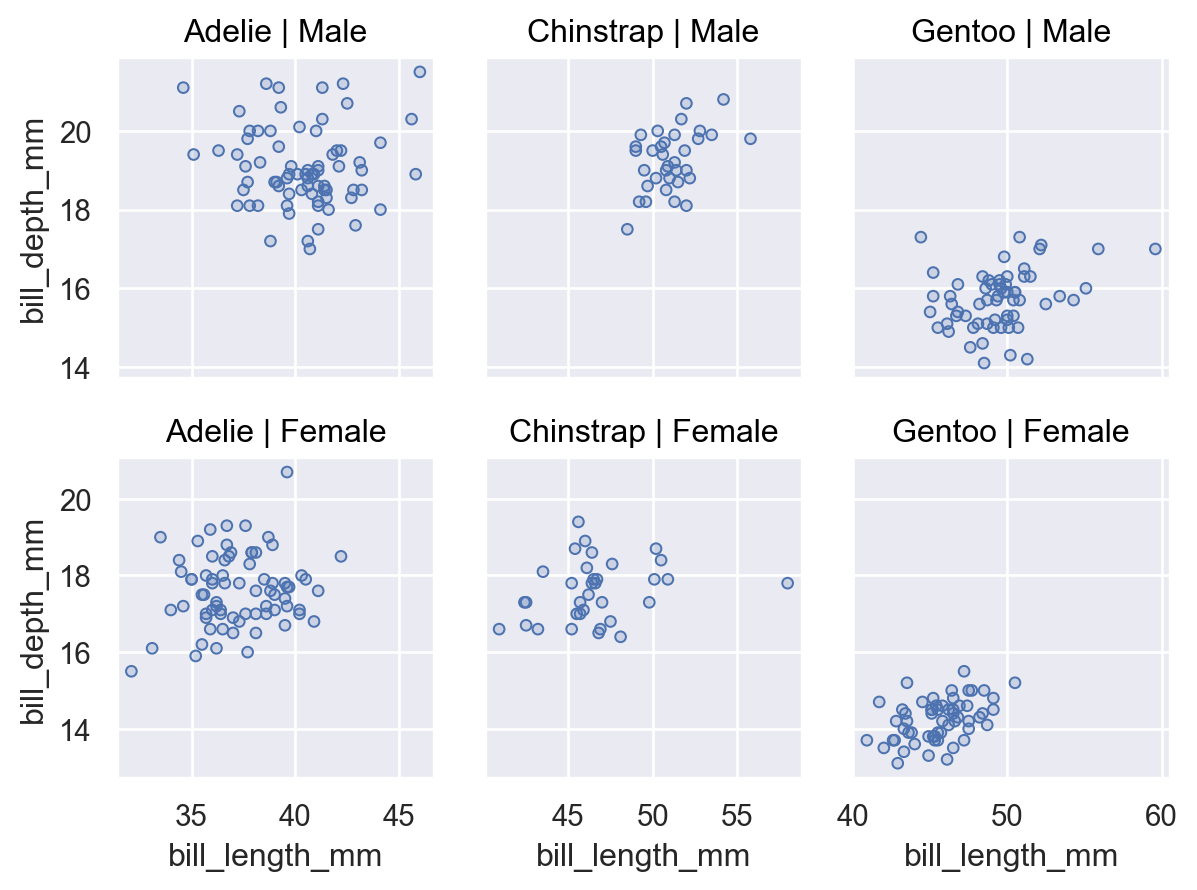 Adelie | Male
Chinstrap | Male
Gentoo | Male
bill_depth_mm
20
18
16
14
Adelie | Female
Chinstrap | Female
Gentoo | Female
bill_depth_mm
20
18
16
14
35 40 45
45 50 55
40 50 60
bill_length_mm
bill_length_mm
bill_length_mm